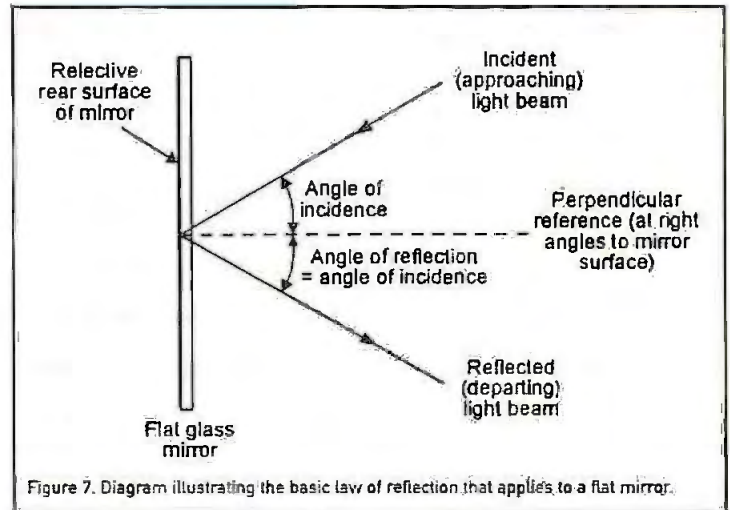 Relective
rear surface
of mirror
Incident
(approaching)
light beam
Angle of
incidence
Perpendicular
reference (at right
angles to mirror
surface)
Angle of reflection
= angle of incidence
Reflected
(departing)
light beam
Flat glass
mirror
Figure 7. Diagram illustrating the basic law of reflection that applies to a flat mirror.